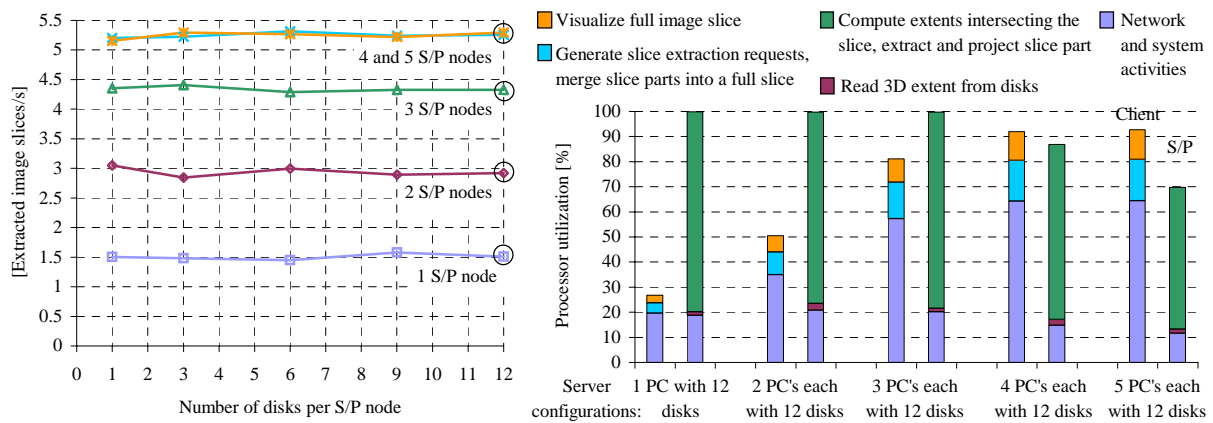 [Extracted image slices/s]
5.5
5
4.5
4
3.5
3
2.5
2
1.5
1
0.5
0
4 and 5 S/P nodes
3 S/P nodes
2 S/P nodes
1 S/P node
0 1 2 3 4 5 6 7 8 9 10 11 12
Number of disks per S/P node
Visualize full image slice
Generate slice extraction requests,
merge slice parts into a full slice
Compute extents intersecting the
slice, extract and project slice part
Read 3D extent from disks
Network
and system
activities
Processor utilization [%]
100
90
80
70
60
50
40
30
20
10
0
Client
S/P
Server
configurations:
1 PC with 12
disks
2 PC's each
with 12 disks
3 PC's each
with 12 disks
4 PC's each
with 12 disks
5 PC's each
with 12 disks